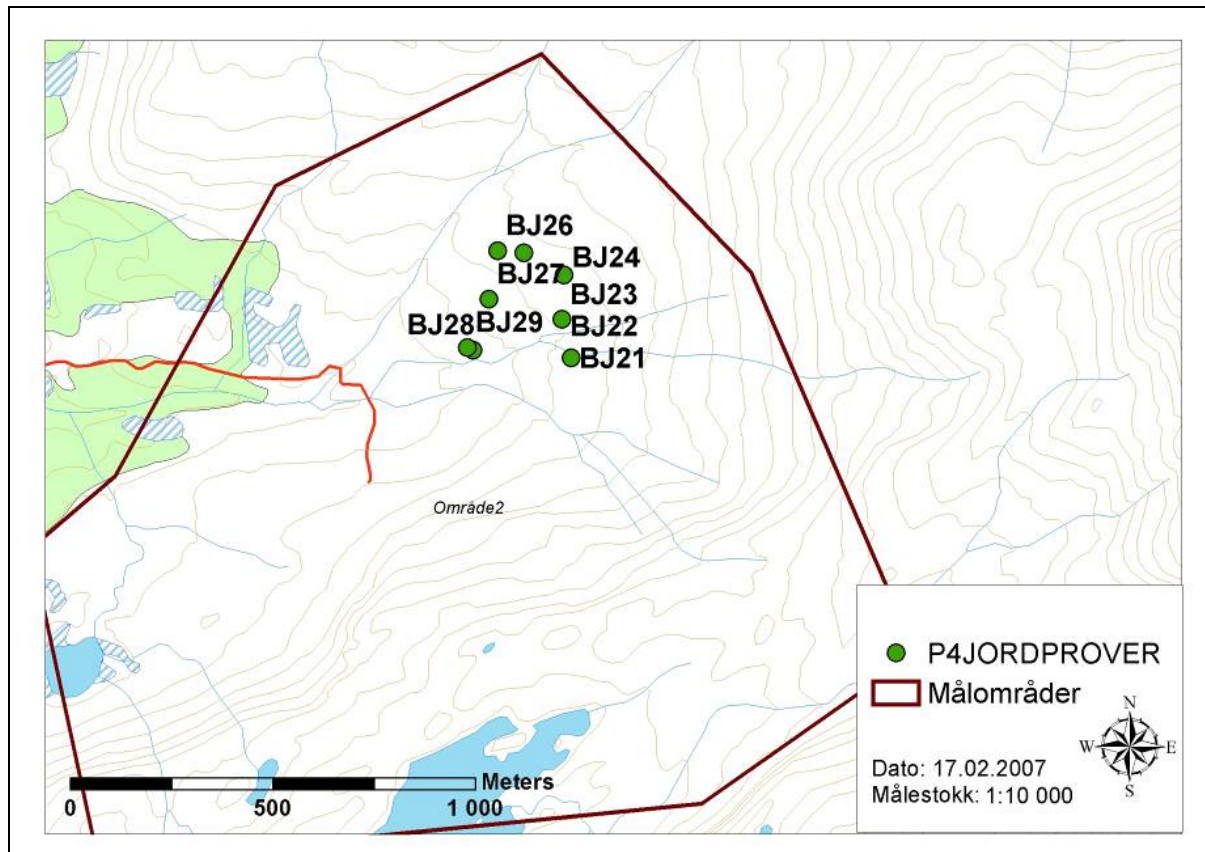 BJ26
BJ24
BJ27
BJ23
BJ28
BJ29
BJ22
BJ21
Område2
P4JORDPROVER
Målområder
N
W
E
S
Dato: 17.02.2007
Målestokk: 1:10 000
Meters
0
500
1 000